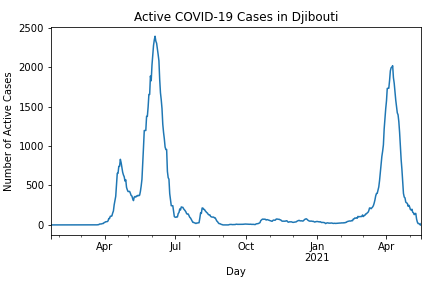 Active COVID-19 Cases in Djibouti
Number of Active Cases
2500
2000
1500
1000
500
0
Apr
Jul
Oct
Jan
2021
Apr
Day